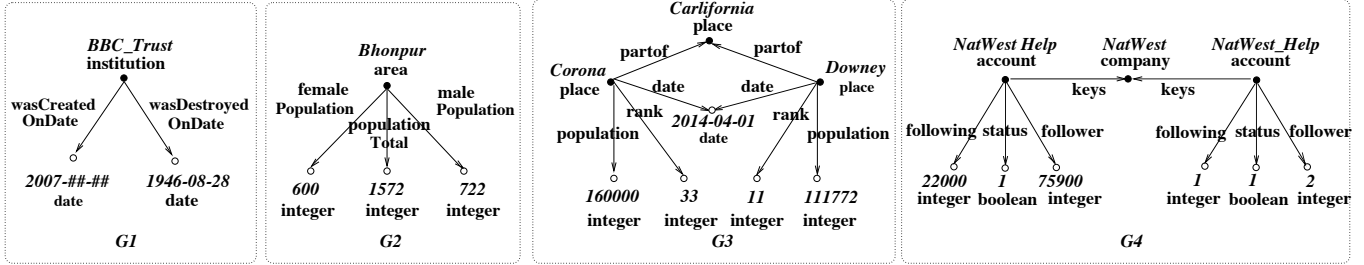 BBC_Trust
institution
wasCreated
OnDate
wasDestroyed
OnDate
2007-##-##
date
1946-08-28
date
G1
Bhonpur
area
female
Population
population
Total
male
Population
600
integer
1572
integer
722
integer
G2
Carlifornia
place
partof
partof
Corona
place
Downey
place
date
date
rank
rank
2014-04-01
date
population
population
160000
integer
33
integer
11
integer
111772
integer
G3
NatWest Help
account
NatWest
company
NatWest_Help
account
keys
keys
following
status
follower
following
status
follower
22000
integer
1
boolean
75900
integer
1
integer
1
boolean
2
integer
G4